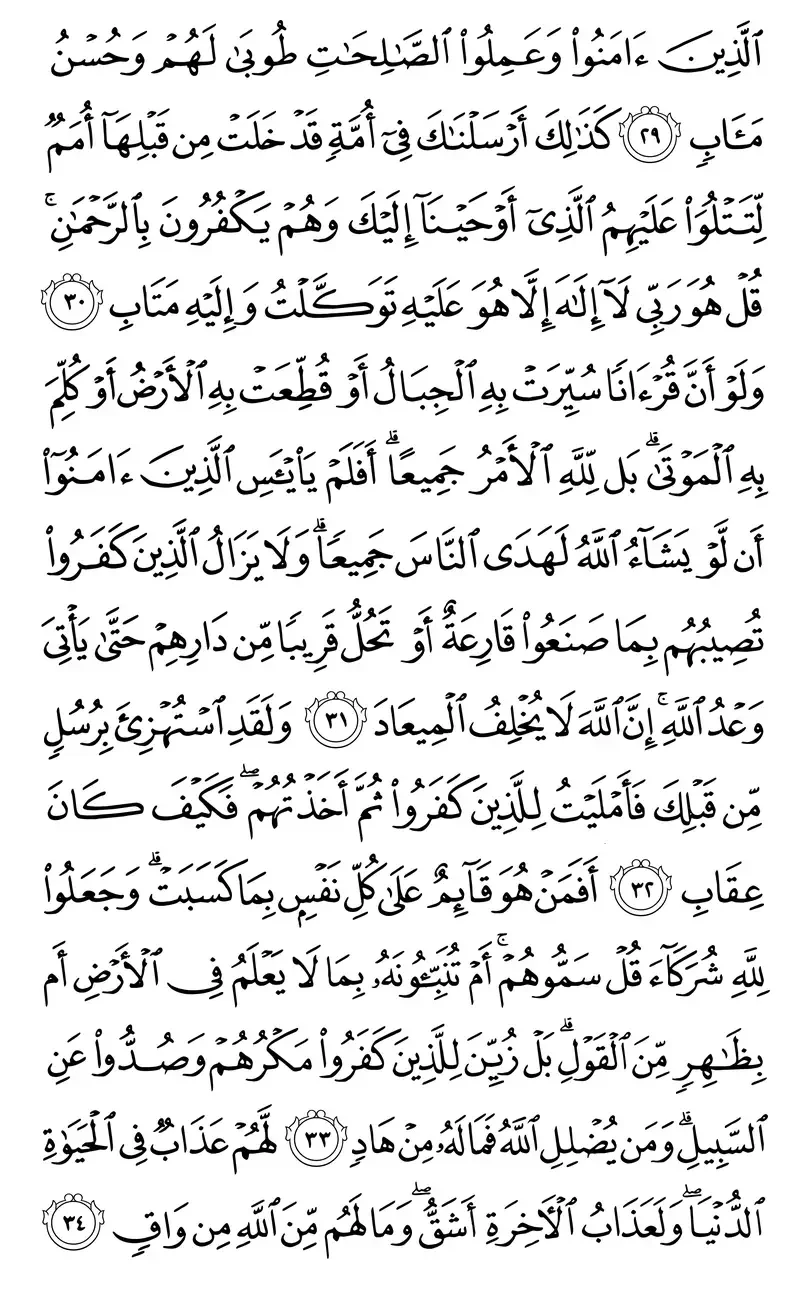 ٱلَّذِينَ ءَامَنُوا۟ وَعَمِلُوا۟ ٱلصَّـٰلِحَـٰتِ طُوبَىٰ لَهُمْ وَحُسْنُ
مَـَٔابٍ ٢٩ كَذَٰلِكَ أَرْسَلْنَـٰكَ فِىٓ أُمَّةٍ قَدْ خَلَتْ مِن قَبْلِهَآ أُمَمٌ
لِّتَتْلُوَا۟ عَلَيْهِمُ ٱلَّذِىٓ أَوْحَيْنَآ إِلَيْكَ وَهُمْ يَكْفُرُونَ بِٱلرَّحْمَـٰنِ ۚ
قُلْ هُوَ رَبِّى لَآ إِلَـٰهَ إِلَّا هُوَ عَلَيْهِ تَوَكَّلْتُ وَإِلَيْهِ مَتَابِ ٣٠
وَلَوْ أَنَّ قُرْءَانًا سُيِّرَتْ بِهِ ٱلْجِبَالُ أَوْ قُطِّعَتْ بِهِ ٱلْأَرْضُ أَوْ كُلِّمَ
بِهِ ٱلْمَوْتَىٰ ۗ بَل لِّلَّهِ ٱلْأَمْرُ جَمِيعًا ۗ أَفَلَمْ يَا۟يْـَٔسِ ٱلَّذِينَ ءَامَنُوٓا۟
أَن لَّوْ يَشَآءُ ٱللَّهُ لَهَدَى ٱلنَّاسَ جَمِيعًا ۗ وَلَا يَزَالُ ٱلَّذِينَ كَفَرُوا۟
تُصِيبُهُم بِمَا صَنَعُوا۟ قَارِعَةٌ أَوْ تَحُلُّ قَرِيبًا مِّن دَارِهِمْ حَتَّىٰ يَأْتِىَ
وَعْدُ ٱللَّهِ ۚ إِنَّ ٱللَّهَ لَا يُخْلِفُ ٱلْمِيعَادَ ٣١ وَلَقَدِ ٱسْتُهْزِئَ بِرُسُلٍ
مِّن قَبْلِكَ فَأَمْلَيْتُ لِلَّذِينَ كَفَرُوا۟ ثُمَّ أَخَذْتُهُمْ ۖ فَكَيْفَ كَانَ
عِقَابِ ٣٢ أَفَمَنْ هُوَ قَآئِمٌ عَلَىٰ كُلِّ نَفْسٍۭ بِمَا كَسَبَتْ ۗ وَجَعَلُوا۟
لِلَّهِ شُرَكَآءَ قُلْ سَمُّوهُمْ ۚ أَمْ تُنَبِّـُٔونَهُۥ بِمَا لَا يَعْلَمُ فِى ٱلْأَرْضِ أَم
بِظَـٰهِرٍ مِّنَ ٱلْقَوْلِ ۗ بَلْ زُيِّنَ لِلَّذِينَ كَفَرُوا۟ مَكْرُهُمْ وَصُدُّوا۟ عَنِ
ٱلسَّبِيلِ ۗ وَمَن يُضْلِلِ ٱللَّهُ فَمَا لَهُۥ مِنْ هَادٍ ٣٣ لَّهُمْ عَذَابٌ فِى ٱلْحَيَوٰةِ
ٱلدُّنْيَا ۖ وَلَعَذَابُ ٱلْـَٔاخِرَةِ أَشَقُّ ۖ وَمَا لَهُم مِّنَ ٱللَّهِ مِن وَاقٍ ٣٤